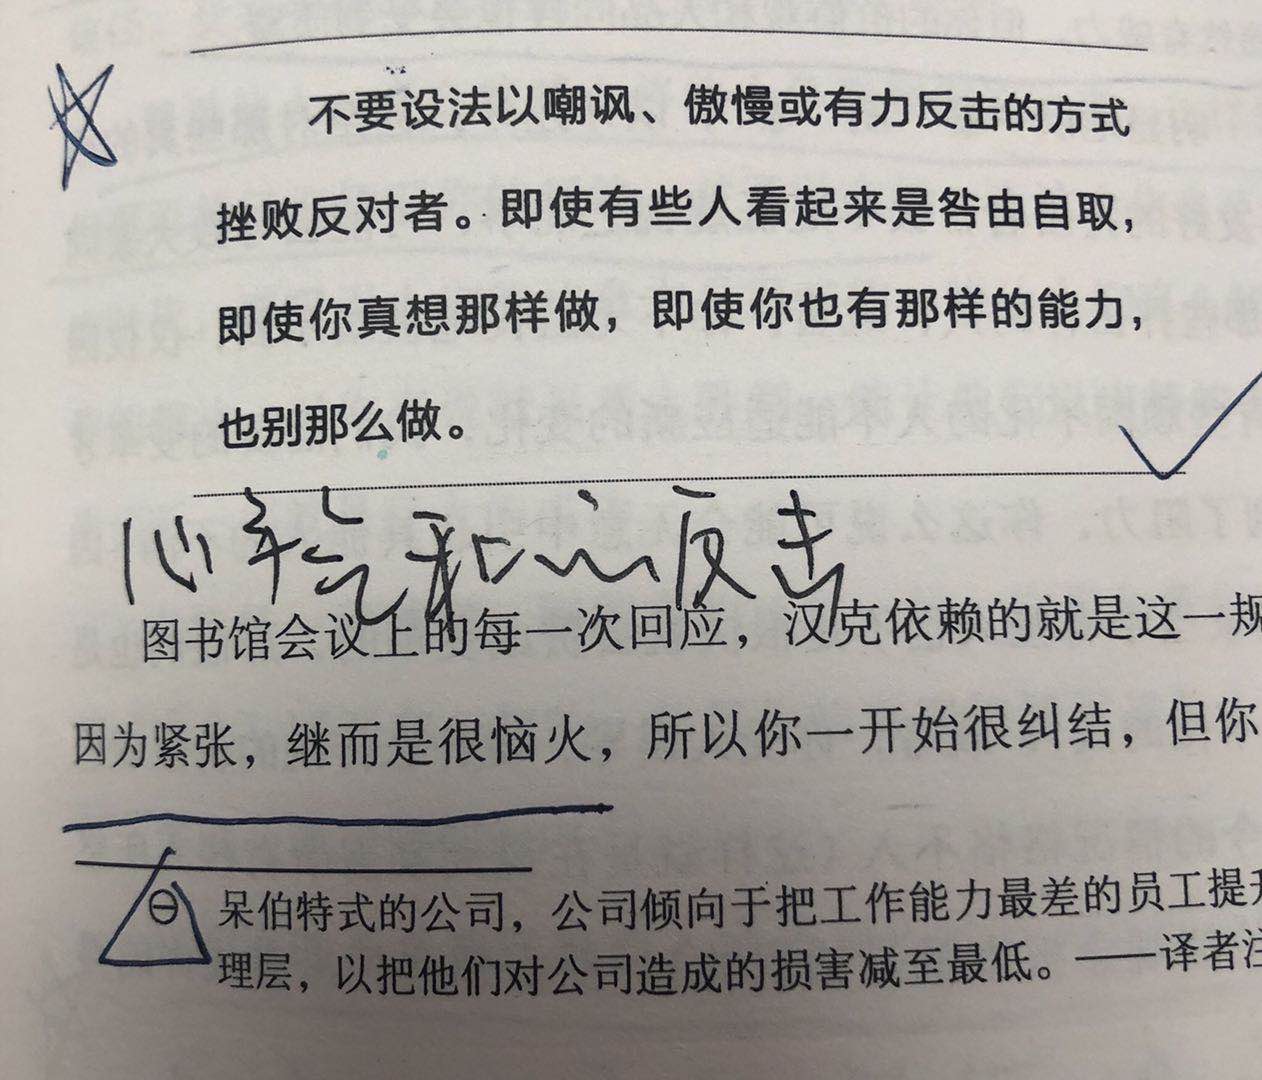 不要设法以嘲讽、傲慢或有力反击的方式
挫败反对者。即使有些人看起来是咎由自取，
即使你真想那样做，即使你也有那样的能力，
也别那么做。
心平气和 反击
图书馆会议上的每一次回应，汉克依赖的就是这一规
因为紧张，继而是很恼火，所以你一开始很纠结，但你
㊀ 呆伯特式的公司，公司倾向于把工作能力最差的员工提升
理层，以把他们对公司造成的损害减至最低。——译者注